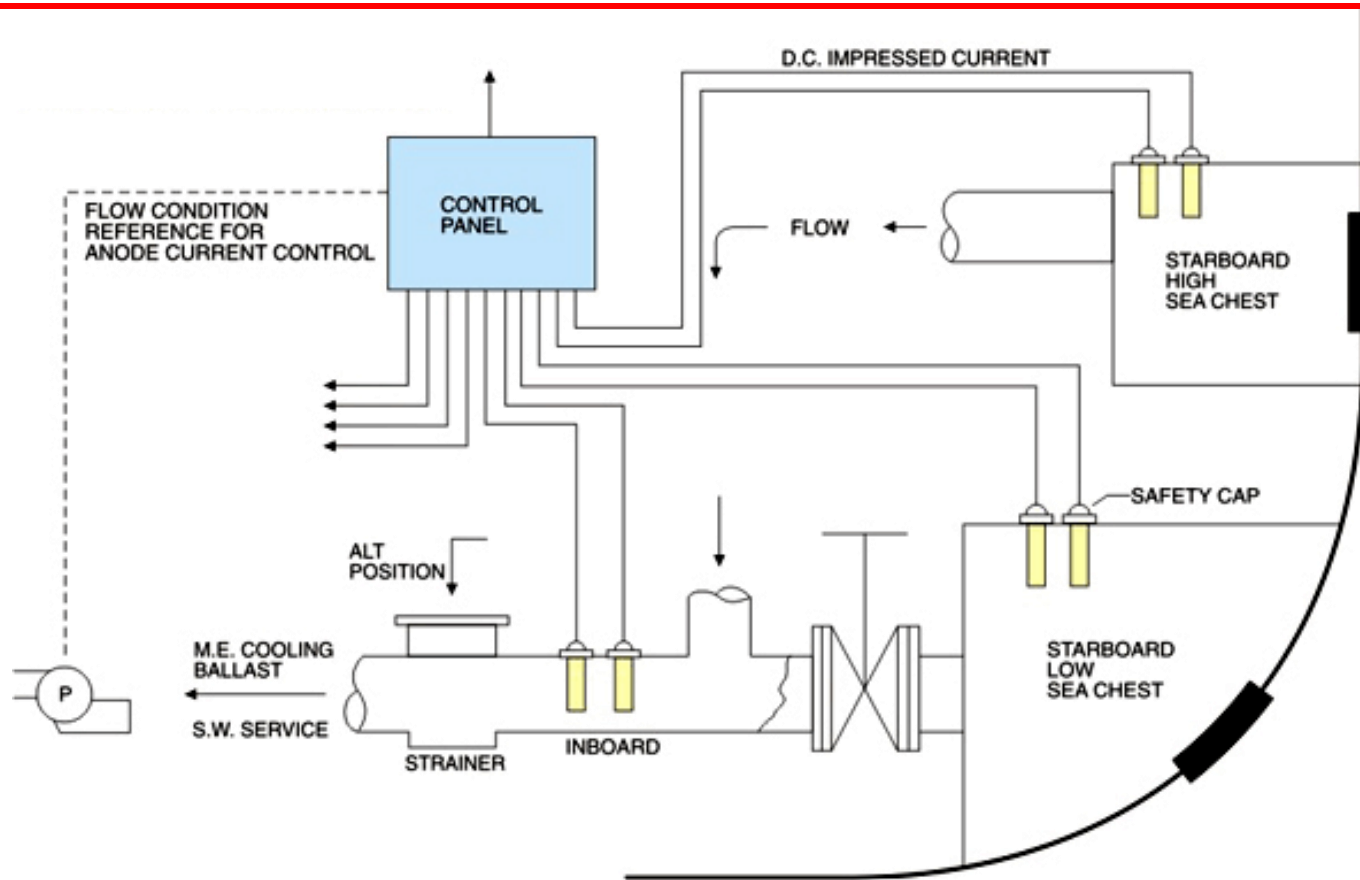 D.C. IMPRESSED CURRENT
CONTROL
PANEL
FLOW CONDITION
REFERENCE FOR
ANODE CURRENT CONTROL
FLOW
STARBOARD
HIGH
SEA CHEST
SAFETY CAP
ALT
POSITION
M.E. COOLING
BALLAST
P
S.W. SERVICE
STRAINER
INBOARD
STARBOARD
LOW
SEA CHEST